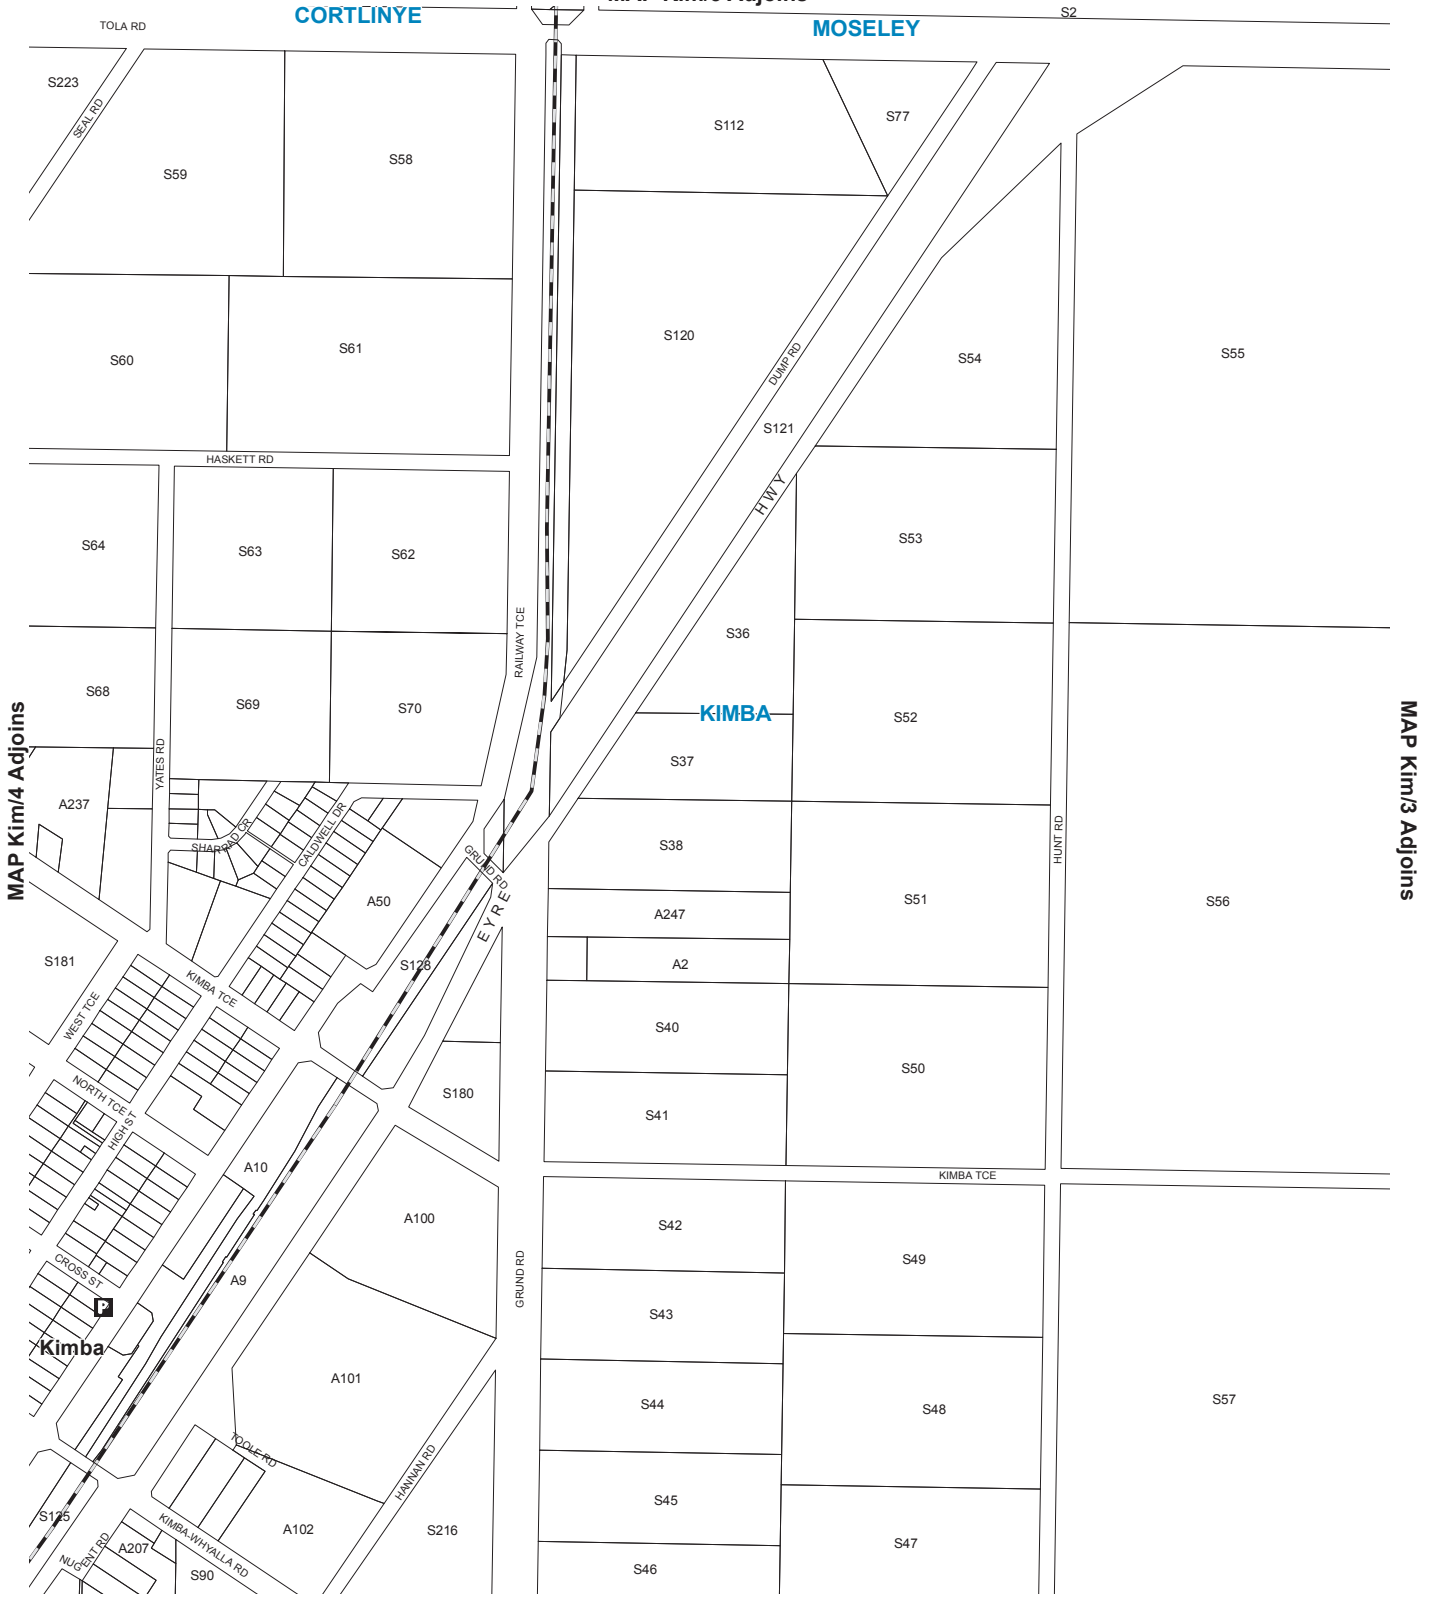 MAP Kim/5 Adjoins
CORTLINYE
MOSELEY
S2
TOLA RD
S223
SEAL RD
S59
S58
S112
S77
S60
S61
S120
DUMP RD
S54
S55
S121
HASKETT RD
HWY
S64
S63
S62
S53
RAILWAY TCE
S36
S68
S69
S70
KIMBA
S52
MAP Kim/4 Adjoins
MAP Kim/3 Adjoins
YATES RD
S37
A237
SHARRAD CR
CALDWELL DR
S38
HUNT RD
GRUND RD
A50
EYRE
A247
S51
S56
S181
S128
A2
KIMBA TCE
WEST TCE
S40
S50
NORTH TCE
S180
S41
HIGH ST
A10
KIMBA TCE
A100
S42
S49
CROSS ST
A9
GRUND RD
P
S43
Kimba
A101
S44
S48
S57
TOOLE RD
HANNAN RD
S45
S125
KIMBA-WHYALLA RD
A102
S216
NUGENT RD
A207
S47
S90
S46